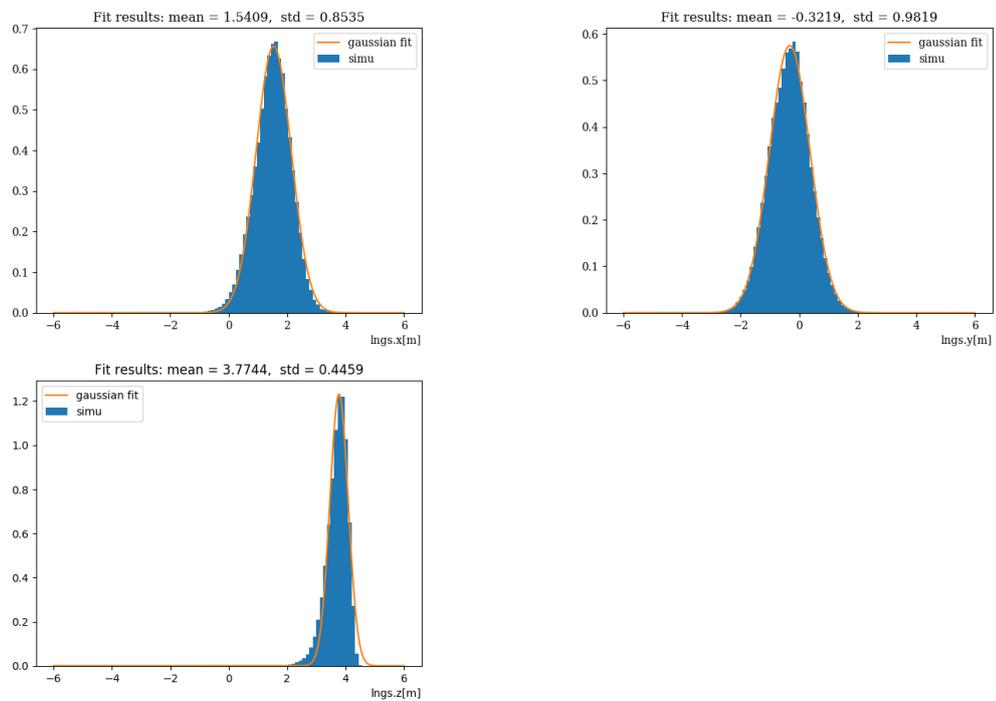 Fit results: mean = 1.5409, std = 0.8535
0.7
0.6
0.5
0.4
0.3
0.2
0.1
0.0
gaussian fit
simu
−6 −4 −2 0 2 4 6
lngs.x[m]
Fit results: mean = -0.3219, std = 0.9819
0.6
0.5
0.4
0.3
0.2
0.1
0.0
gaussian fit
simu
−6 −4 −2 0 2 4 6
lngs.y[m]
Fit results: mean = 3.7744, std = 0.4459
1.2
1.0
0.8
0.6
0.4
0.2
0.0
gaussian fit
simu
−6 −4 −2 0 2 4 6
lngs.z[m]